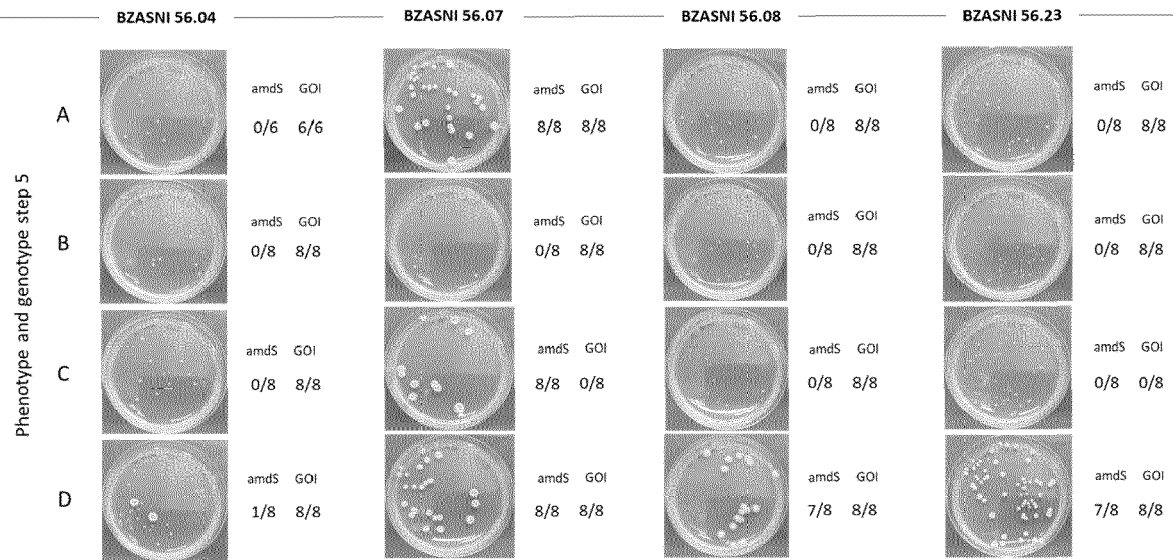 BZASNI 56.04 BZASNI 56.07 BZASNI 56.08 BZASNI 56.23
Phenotype and genotype step 5
A
amdS GOI amdS GOI amdS GOI amdS GOI
0/6 6/6 8/8 8/8 0/8 8/8 0/8 8/8
B
amdS GOI amdS GOI amdS GOI amdS GOI
0/8 8/8 0/8 8/8 0/8 8/8 0/8 8/8
C
amdS GOI amdS GOI amdS GOI amdS GOI
0/8 8/8 8/8 0/8 0/8 8/8 0/8 0/8
D
amdS GOI amdS GOI amdS GOI amdS GOI
1/8 8/8 8/8 8/8 7/8 8/8 7/8 8/8